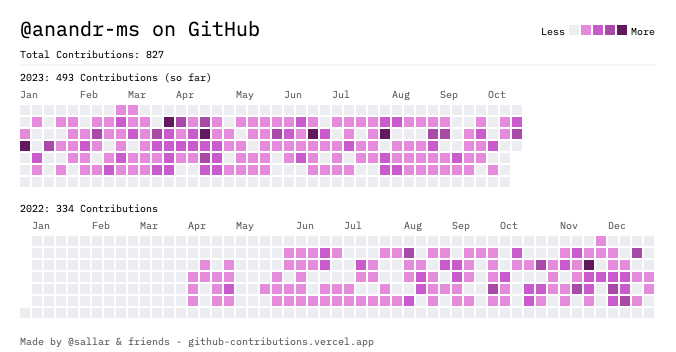 @anandr-ms on GitHub
Less More
Total Contributions: 827
2023: 493 Contributions (so far)
Jan Feb Mar Apr May Jun Jul Aug Sep Oct
2022: 334 Contributions
Jan Feb Mar Apr May Jun Jul Aug Sep Oct Nov Dec
Made by @sallar & friends - github-contributions.vercel.app